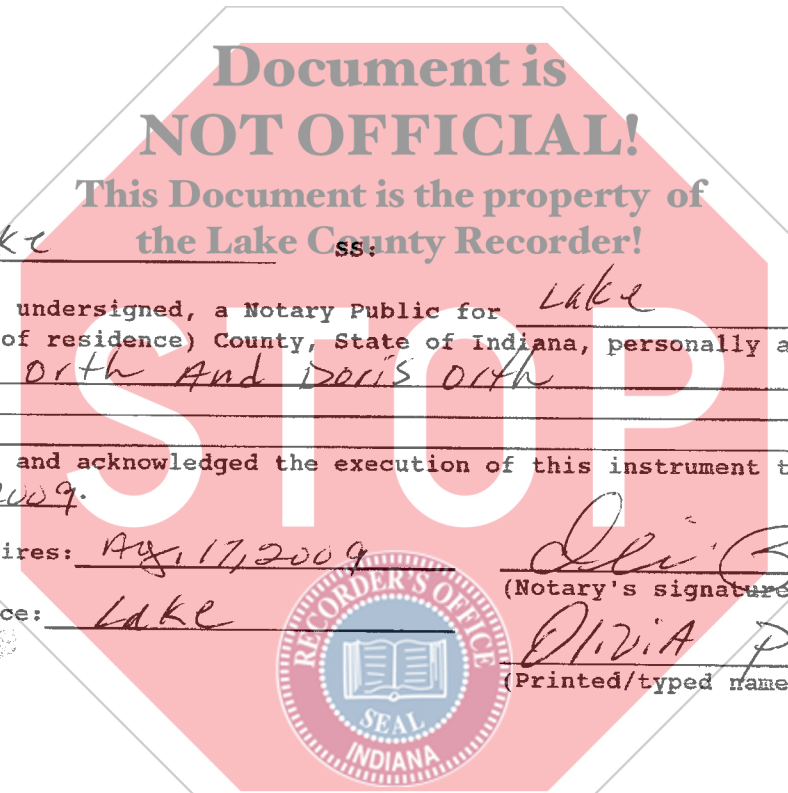 Document is
NOT OFFICIAL!
This Document is the property of
the Lake County Recorder!
ke SS:
undersigned, a Notary Public for Lake
of residence) County, State of Indiana, personally a
Orth And Doris Orth
and acknowledged the execution of this instrument t
2009.
ires: Aug, 17, 2009
(Notary's signature
ce: Lake
Olivia P
(Printed/typed name
STOP
RECORDER'S OFFICE
SEAL
INDIANA